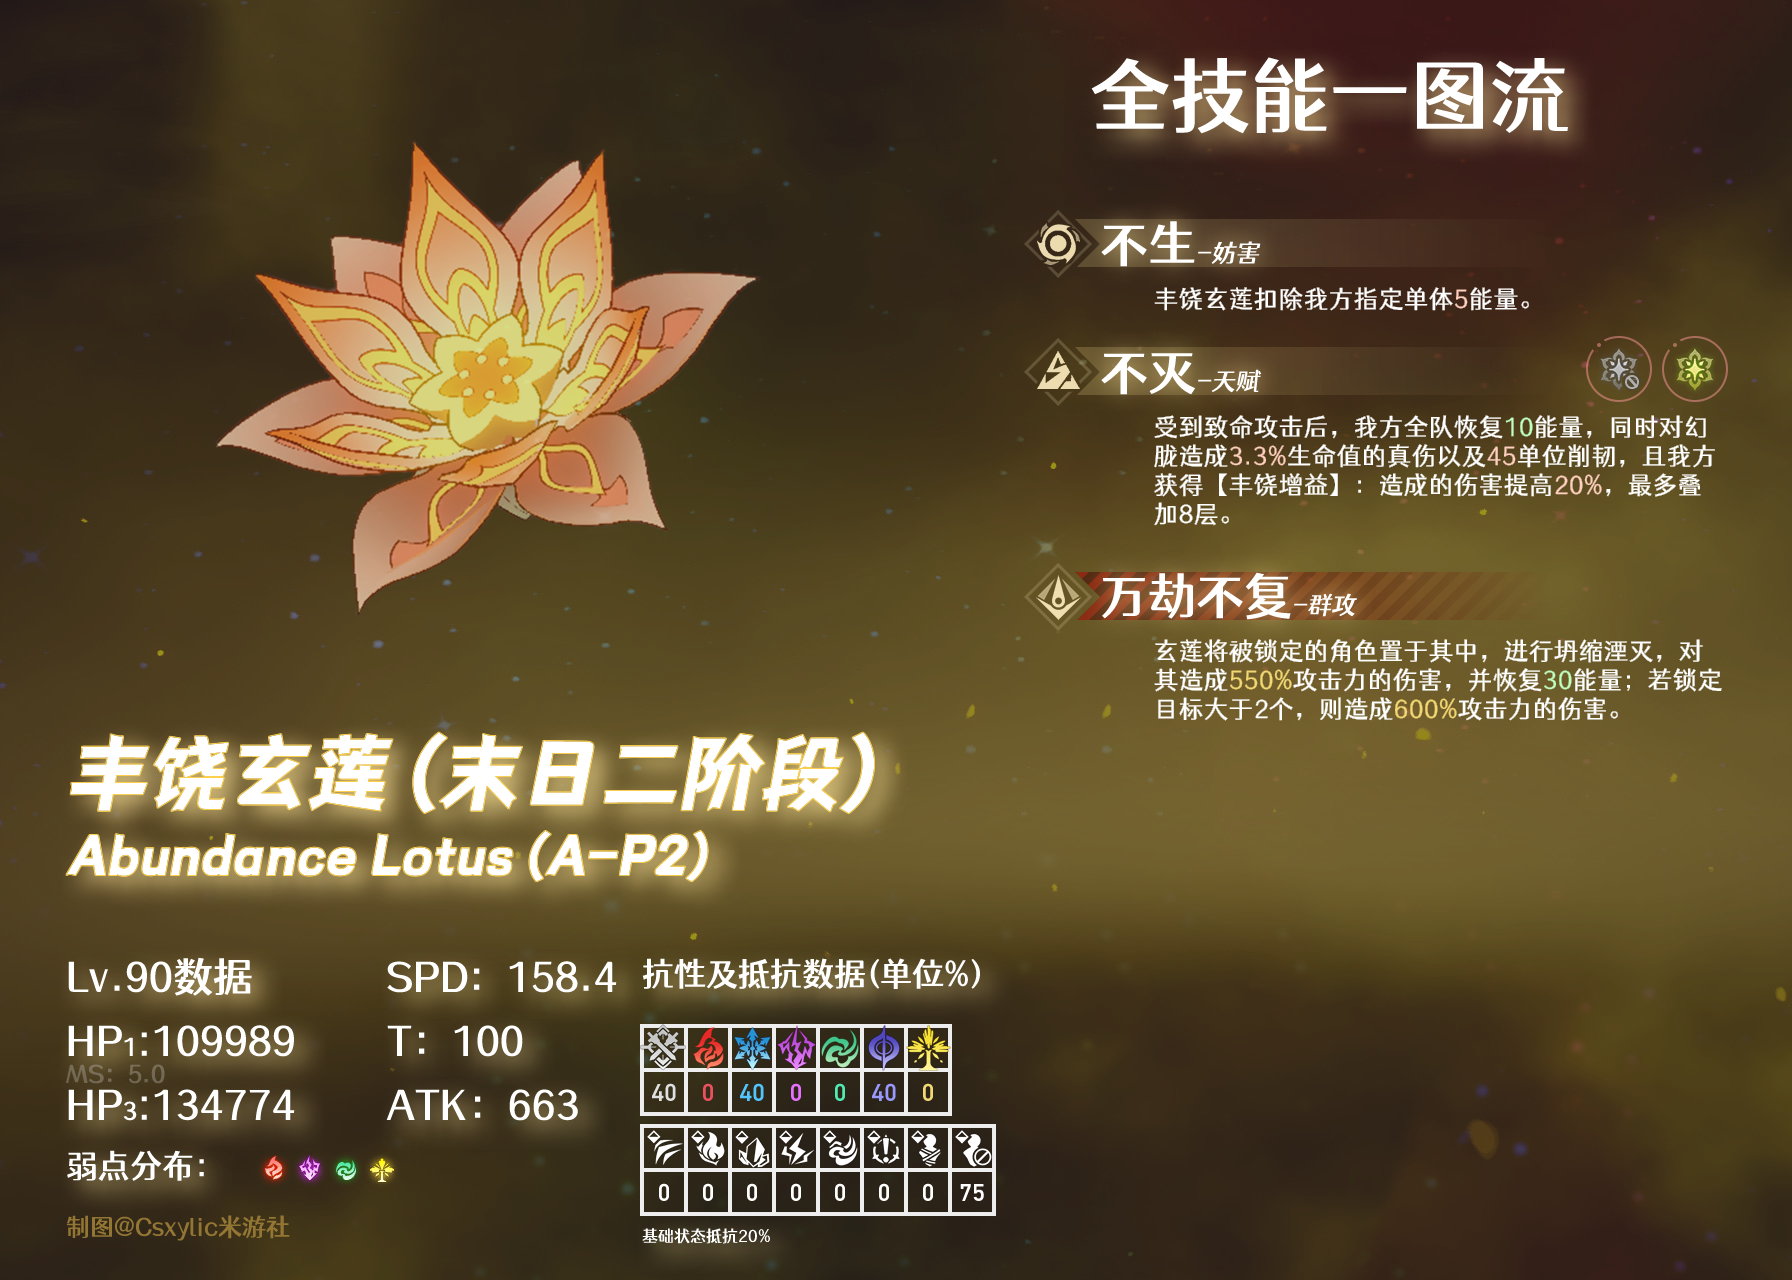 全技能一图流
不生-妨害
丰饶玄莲扣除我方指定单体5能量。
不灭-天赋
受到致命攻击后，我方全队恢复10能量，同时对幻
胧造成3.3%生命值的真伤以及45单位削韧，且我方
获得【丰饶增益】：造成的伤害提高20%，最多叠
加8层。
万劫不复-群攻
玄莲将被锁定的角色置于其中，进行坍缩湮灭，对
其造成550%攻击力的伤害，并恢复30能量；若锁定
目标大于2个，则造成600%攻击力的伤害。
丰饶玄莲（末日二阶段）
Abundance Lotus (A-P2)
Lv.90数据
SPD: 158.4
HP1:109989
T: 100
MS: 5.0
HP3:134774
ATK: 663
弱点分布：
制图@Csxylic米游社
抗性及抵抗数据(单位%)
40 0 40 0 0 40 0
0 0 0 0 0 0 0 75
基础状态抵抗20%